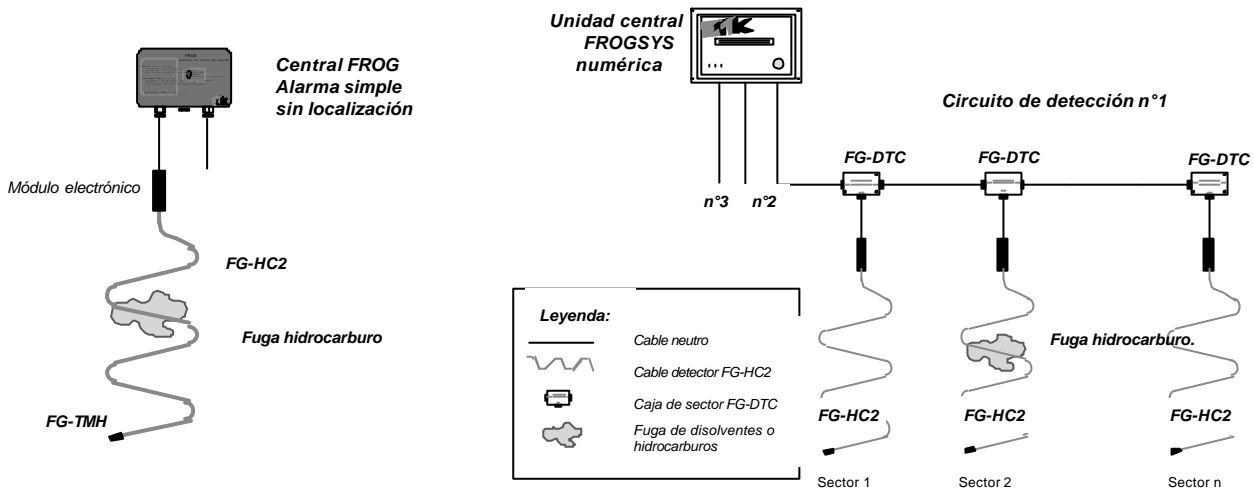 Central FROG
Alarma simple
sin localización
FROG
Módulo electrónico
FG-HC2
Fuga hidrocarburo
FG-TMH
Unidad central
FROGSYS
numérica
Circuito de detección n°1
n°3
n°2
FG-DTC
FG-DTC
FG-DTC
Leyenda:
Cable neutro
Cable detector FG-HC2
Caja de sector FG-DTC
Fuga de disolventes o
hidrocarburos
Fuga hidrocarburo.
FG-HC2
FG-HC2
FG-HC2
Sector 1
Sector 2
Sector n